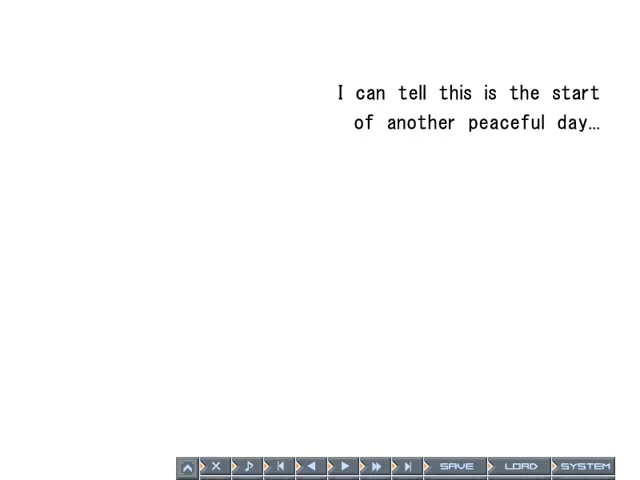 I can tell this is the start
of another peaceful day…
SAVE
LOAD
SYSTEM